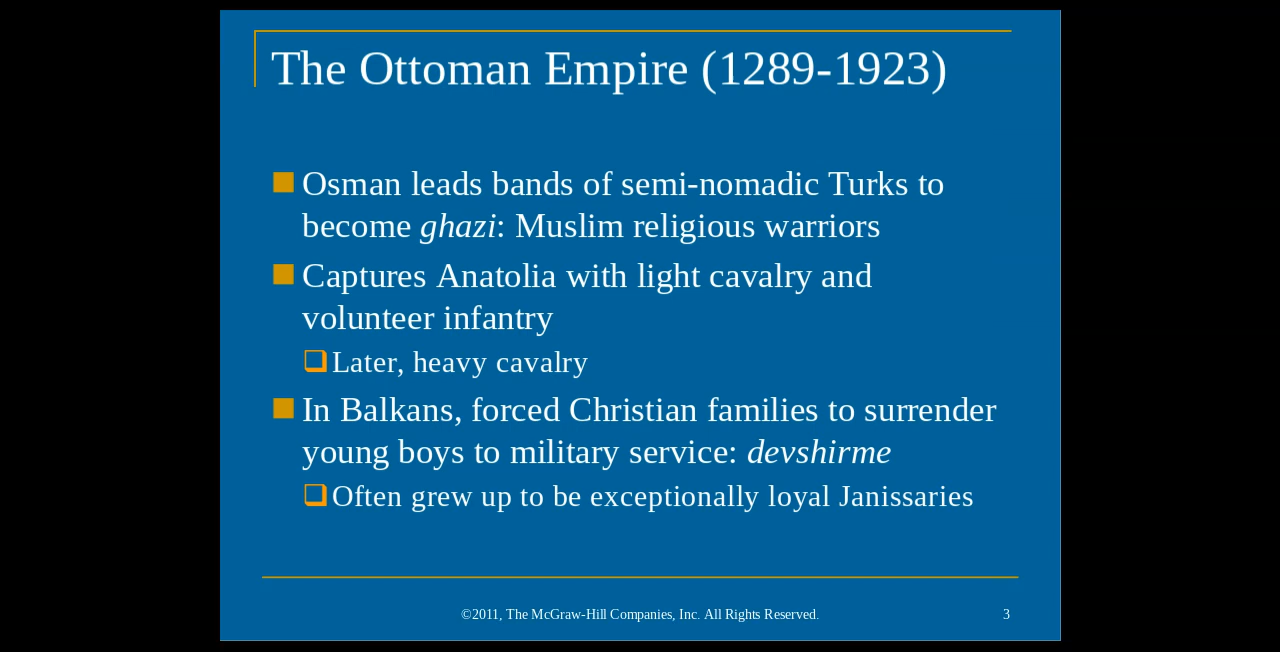 The Ottoman Empire (1289-1923)
Osman leads bands of semi-nomadic Turks to
become ghazi: Muslim religious warriors
Captures Anatolia with light cavalry and
volunteer infantry
Later, heavy cavalry
In Balkans, forced Christian families to surrender
young boys to military service: devshirme
Often grew up to be exceptionally loyal Janissaries
©2011, The McGraw-Hill Companies, Inc. All Rights Reserved.
3